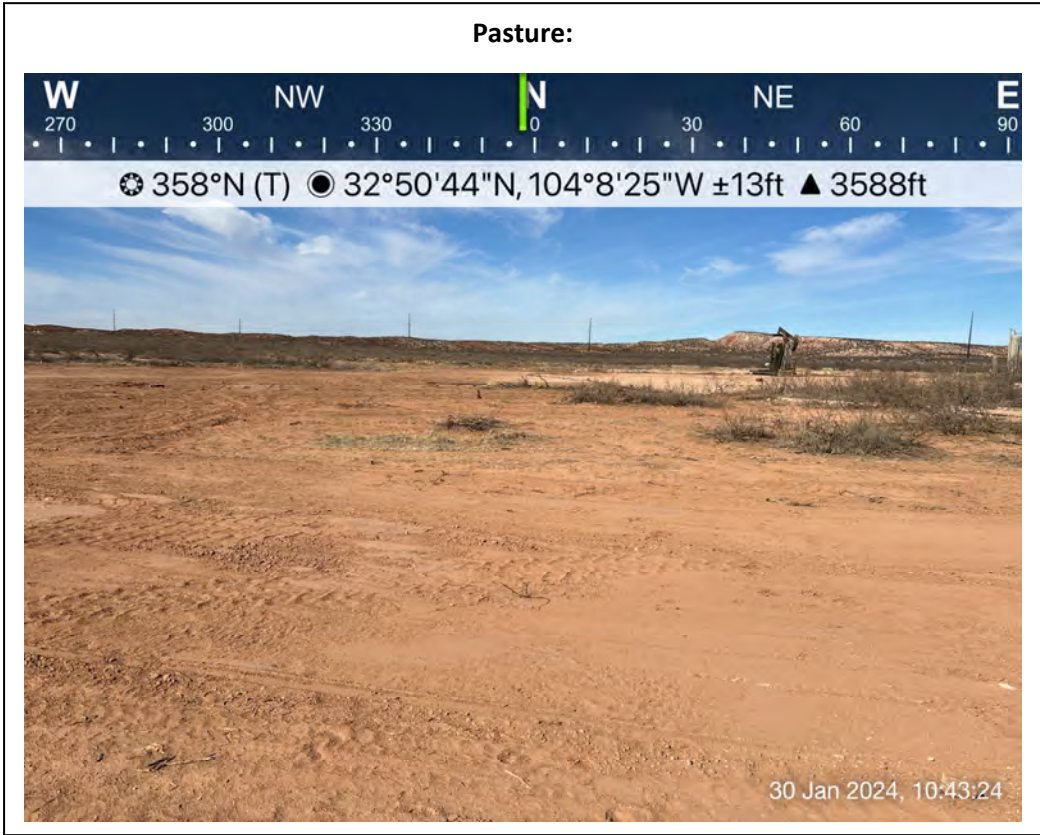 Pasture:
W NW N NE E
270 300 330 0 30 60 90
358°N (T) 32°50'44"N, 104°8'25"W ±13ft ▲ 3588ft
30 Jan 2024, 10:43:24